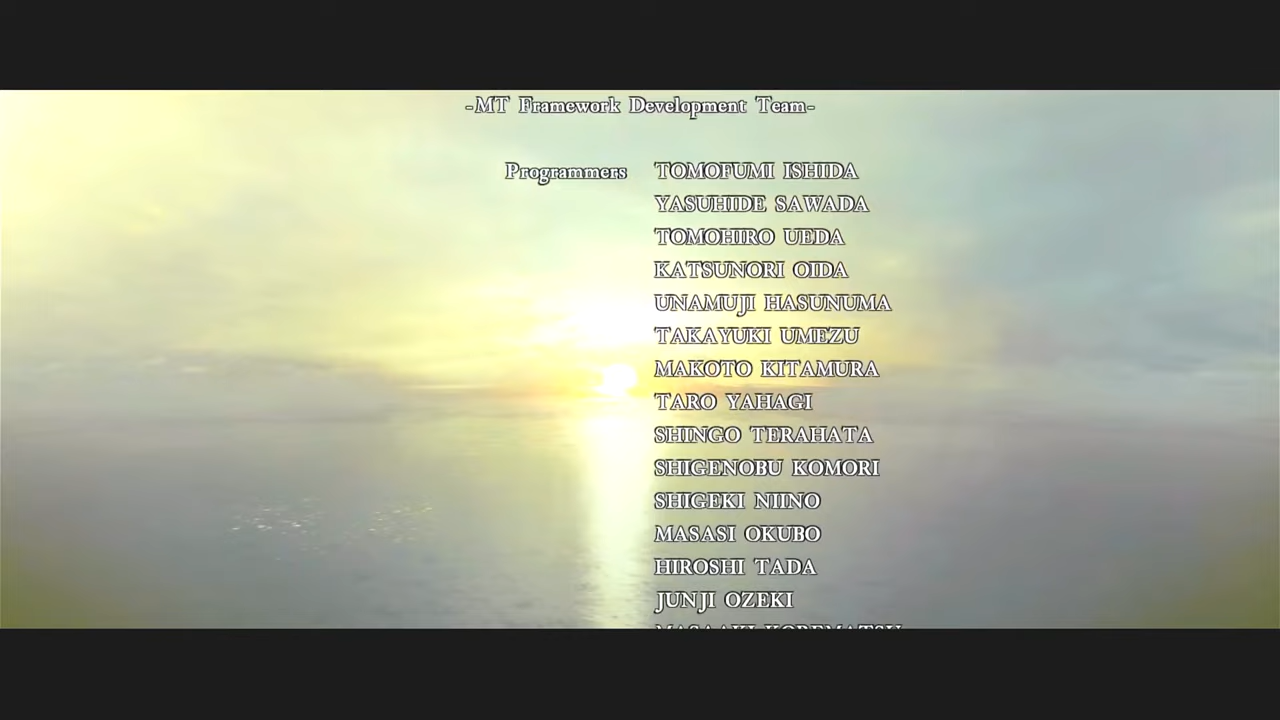 -MT Framework Development Team-
Programmers TOMOFUMI ISHIDA
YASUHIDE SAWADA
TOMOHIRO UEDA
KATSUNORI OIDA
UNAMUJI HASUNUMA
TAKAYUKI UMEZU
MAKOTO KITAMURA
TARO YAHAGI
SHINGO TERAHATA
SHIGENOBU KOMORI
SHIGEKI NIINO
MASASI OKUBO
HIROSHI TADA
JUNJI OZEKI